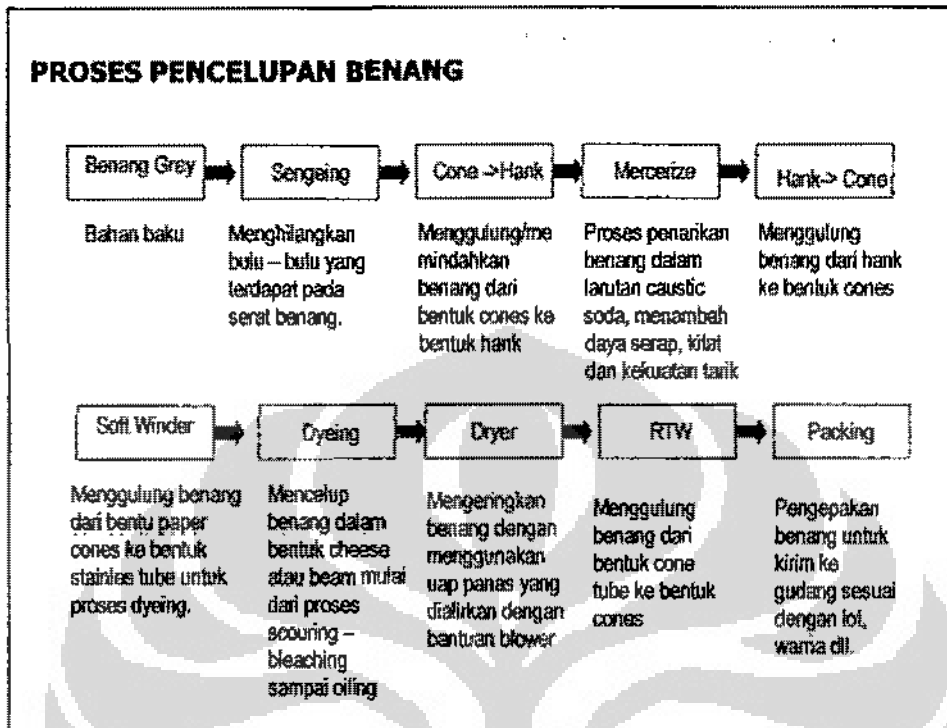 PROSES PENCELUPAN BENANG
Benang Grey
Sengeing
Cone ->Hank
Mercerize
Hank-> Cone
Bahan baku
Menghilangkan
bulu – bulu yang
terdapat pada
serat benang.
Menggulung/me
mindahkan
benang dari
bentuk cones ke
bentuk hank
Proses penarikan
benang dalam
larutan caustic
soda, menambah
daya serap, kilat
dan kekuatan tarik
Menggulung
benang dari hank
ke bentuk cones
Soft Winder
Dyeing
Dryer
RTW
Packing
Menggulung benang
dari bentu paper
cones ke bentuk
stainles tube untuk
proses dyeing.
Mencelup
benang dalam
bentuk cheese
atau beam mulai
dari proses
scouring –
bleaching
sampai oiling
Mengeringkan
benang dengan
menggunakan
uap panas yang
dialirkan dengan
bantuan blower
Menggulung
benang dari
bentuk cone
tube ke bentuk
cones
Pengepakan
benang untuk
kirim ke
gudang sesuai
dengan lot,
warna dll.